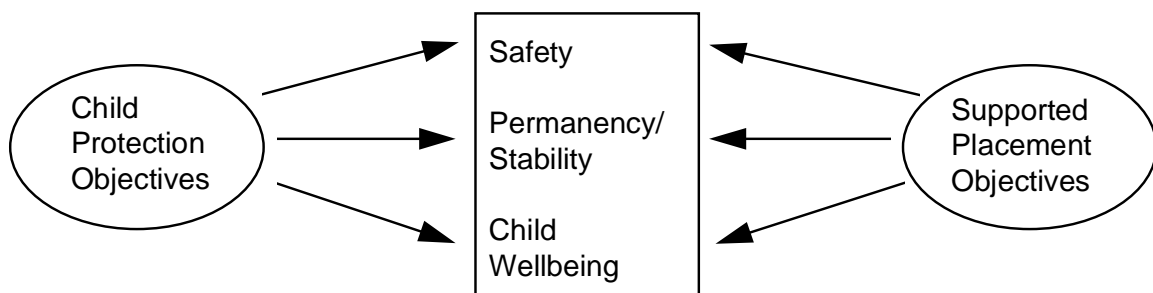 Child
Protection
Objectives
Safety
Permanency/
Stability
Child
Wellbeing
Supported
Placement
Objectives